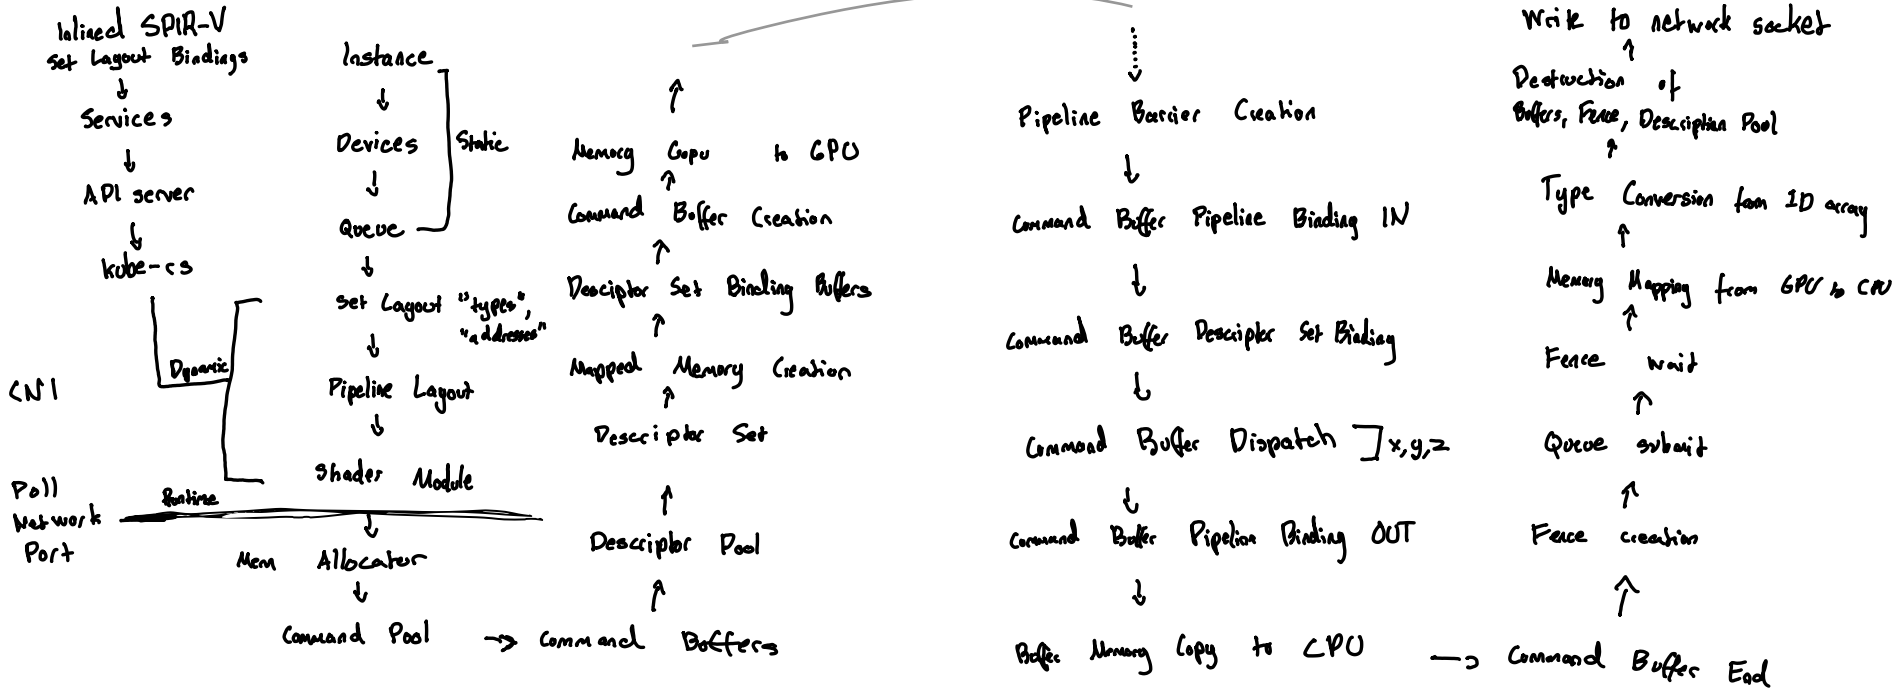 Inlined SPIR-V
Set Layout Bindings
Services
API server
kube-rs
Dynamic
CNI
Poll
Network
Port
Runtime
Instance
Devices
Queue
Static
Set Layout "types",
"addresses"
Pipeline Layout
Shader Module
Mem Allocator
Command Pool
Command Buffers
Descriptor Pool
Descriptor Set
Mapped Memory Creation
Desciptor Set Binding Buffers
Command Buffer Creation
Memory Copy to GPU
Pipeline Barrier Creation
Command Buffer Pipeline Binding IN
Command Buffer Descriptor Set Binding
Command Buffer Dispatch ] x,y,z
Command Buffer Pipelion Binding OUT
Buffer Memory Copy to CPU
Command Buffer End
Fence creation
Queue submit
Fence wait
Memory Mapping from GPU to CPU
Type Conversion from 1D array
Destruction of
Buffers, Fence, Description Pool
Write to network socket